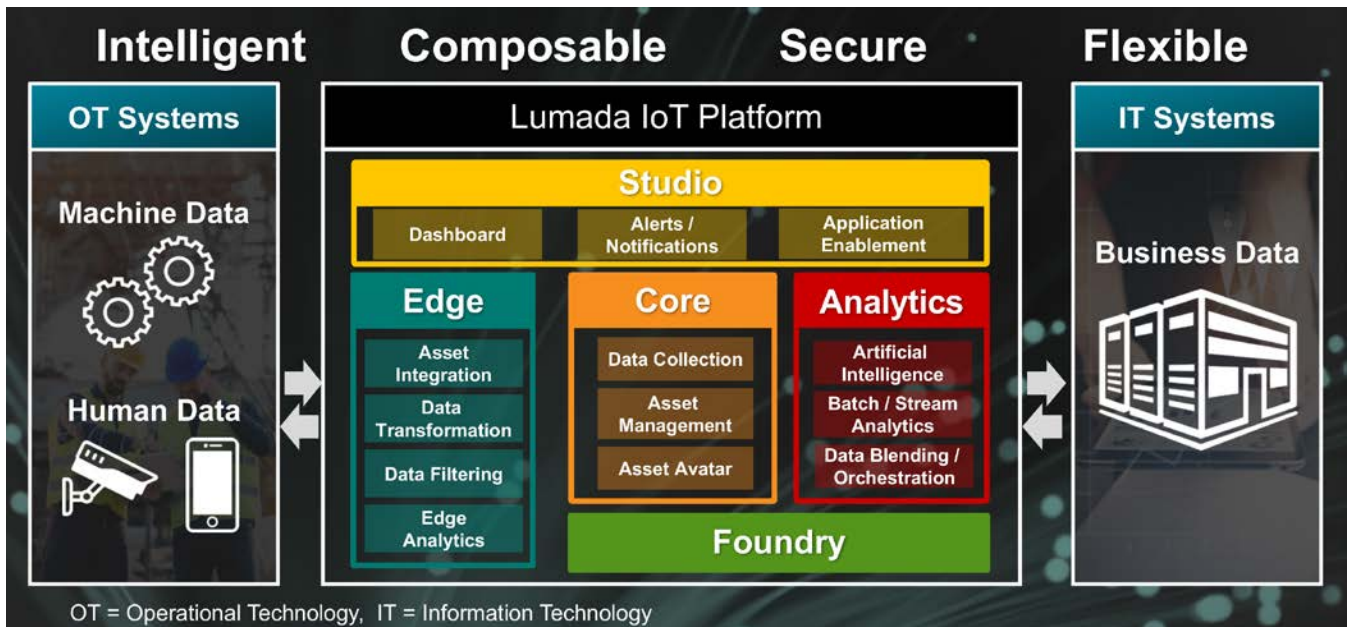 Intelligent Composable Secure Flexible
OT Systems
Machine Data
Human Data
Lumada IoT Platform
Studio
Dashboard
Alerts /
Notifications
Application
Enablement
Edge
Asset
Integration
Data
Transformation
Data Filtering
Edge
Analytics
Core
Data Collection
Asset
Management
Asset Avatar
Analytics
Artificial
Intelligence
Batch / Stream
Analytics
Data Blending /
Orchestration
Foundry
IT Systems
Business Data
OT = Operational Technology, IT = Information Technology